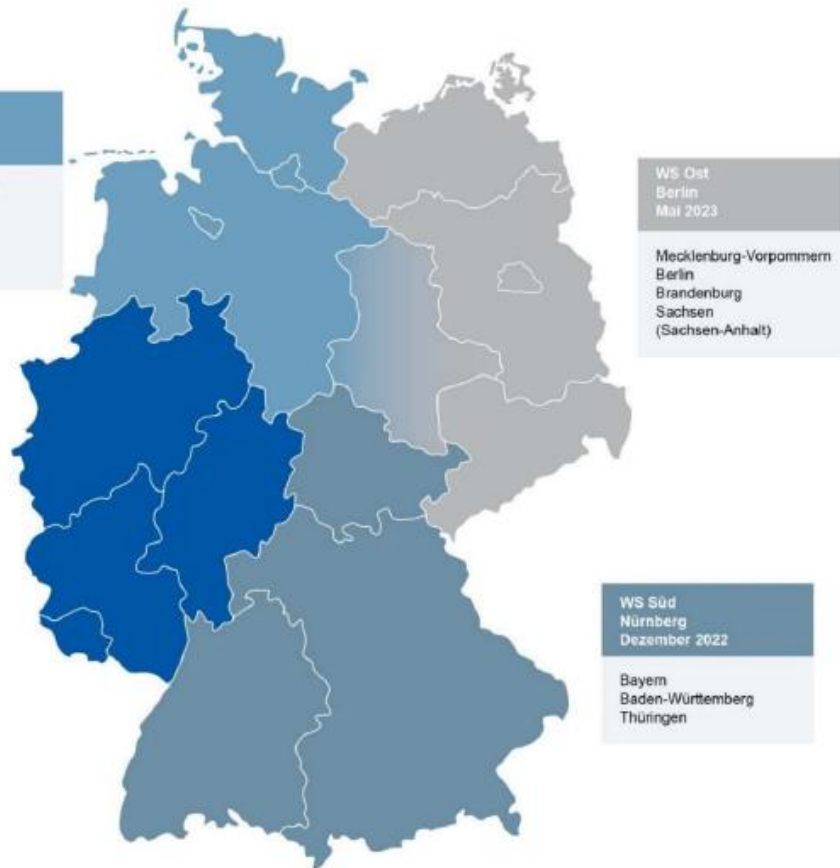 WS Ost
Berlin
Mai 2023
Mecklenburg-Vorpommern
Berlin
Brandenburg
Sachsen
(Sachsen-Anhalt)
WS Süd
Nürnberg
Dezember 2022
Bayern
Baden-Württemberg
Thüringen